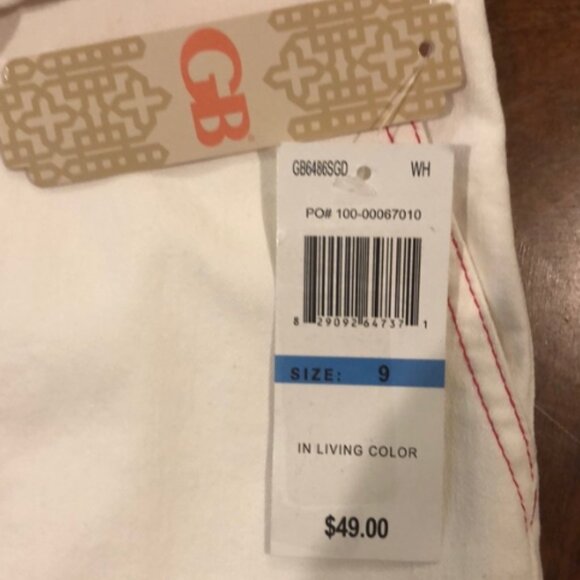 GB
GB6486SGD WH
PO# 100-00067010
8 29092 64737 1
SIZE: 9
IN LIVING COLOR
$49.00